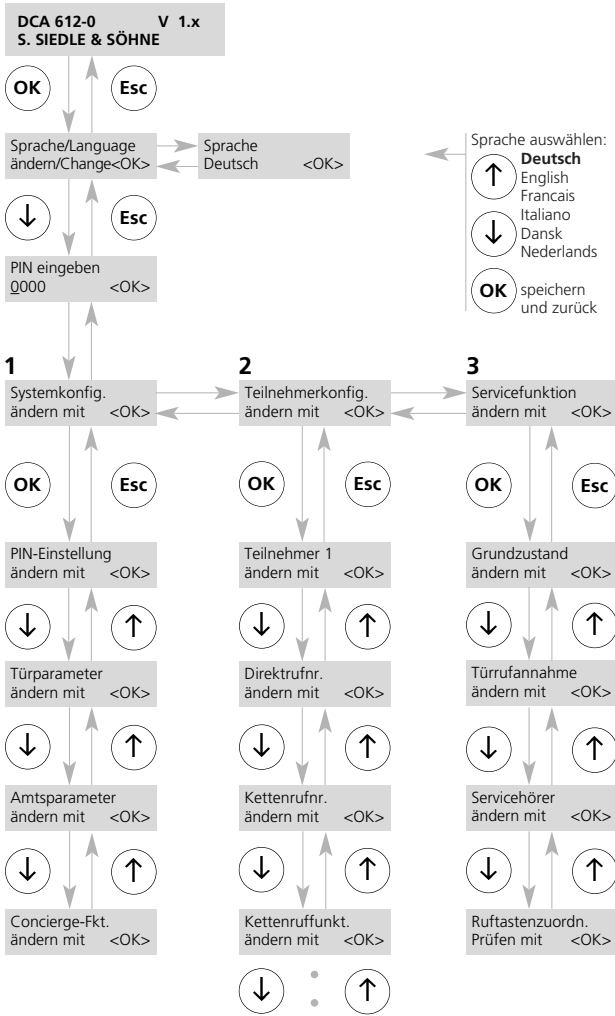 DCA 612-0 V 1.x
S. SIEDLE & SÖHNE
OK
Esc
Sprache/Language
ändern/Change<OK>
Sprache
Deutsch <OK>
Sprache auswählen:
↑
Deutsch
English
Francais
↓
Italiano
Dansk
Nederlands
OK
speichern
und zurück
↓
Esc
PIN eingeben
0000 <OK>
1
Systemkonfig.
ändern mit <OK>
OK
Esc
PIN-Einstellung
ändern mit <OK>
↓
↑
Türparameter
ändern mit <OK>
↓
↑
Amtsparameter
ändern mit <OK>
↓
↑
Concierge-Fkt.
ändern mit <OK>
2
Teilnehmerkonfig.
ändern mit <OK>
OK
Esc
Teilnehmer 1
ändern mit <OK>
↓
↑
Direktrufnr.
ändern mit <OK>
↓
↑
Kettenrufnr.
ändern mit <OK>
↓
↑
Kettenruffunkt.
ändern mit <OK>
↓
↑
3
Servicefunktion
ändern mit <OK>
OK
Esc
Grundzustand
ändern mit <OK>
↓
↑
Türrufannahme
ändern mit <OK>
↓
↑
Servicehörer
ändern mit <OK>
↓
↑
Ruftastenzuordn.
Prüfen mit <OK>